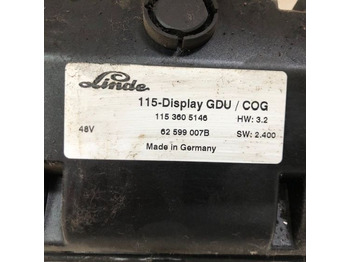 Linde
115-Display GDU / COG
115 360 5146 HW: 3.2
48V 62 599 007B SW: 2.400
Made in Germany